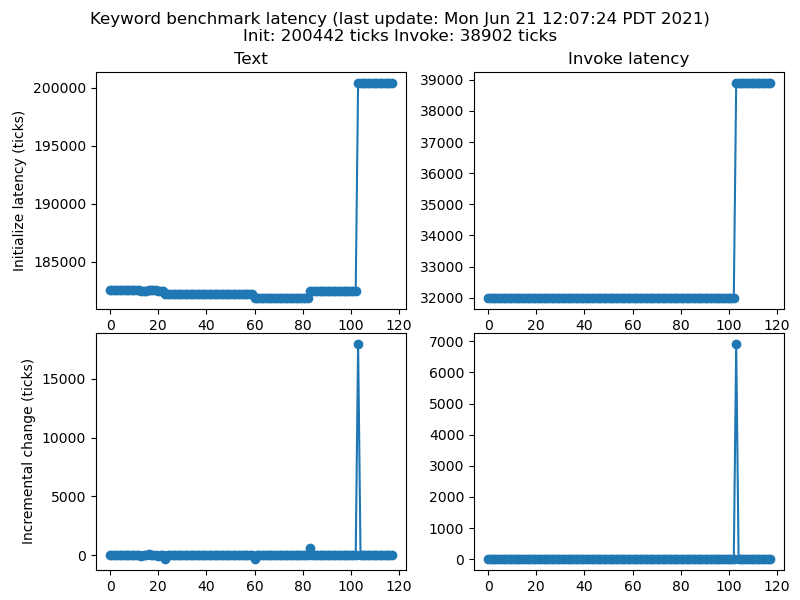 Keyword benchmark latency (last update: Mon Jun 21 12:07:24 PDT 2021)
Init: 200442 ticks Invoke: 38902 ticks
Text
Invoke latency
Initialize latency (ticks)
200000
195000
190000
185000
0 20 40 60 80 100 120
39000
38000
37000
36000
35000
34000
33000
32000
0 20 40 60 80 100 120
Incremental change (ticks)
15000
10000
5000
0
0 20 40 60 80 100 120
7000
6000
5000
4000
3000
2000
1000
0
0 20 40 60 80 100 120